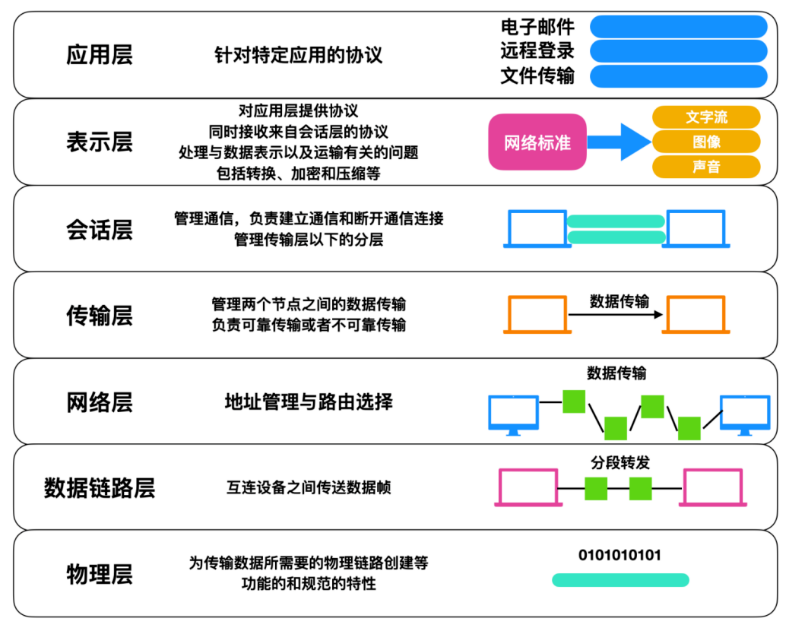 应用层
针对特定应用的协议
电子邮件
远程登录
文件传输
表示层
对应用层提供协议
同时接收来自会话层的协议
处理与数据表示以及运输有关的问题
包括转换、加密和压缩等
网络标准
文字流
图像
声音
会话层
管理通信，负责建立通信和断开通信连接
管理传输层以下的分层
传输层
管理两个节点之间的数据传输
负责可靠传输或者不可靠传输
数据传输
网络层
地址管理与路由选择
数据传输
数据链路层
互连设备之间传送数据帧
分段转发
物理层
为传输数据所需要的物理链路创建等
功能的和规范的特性
0101010101